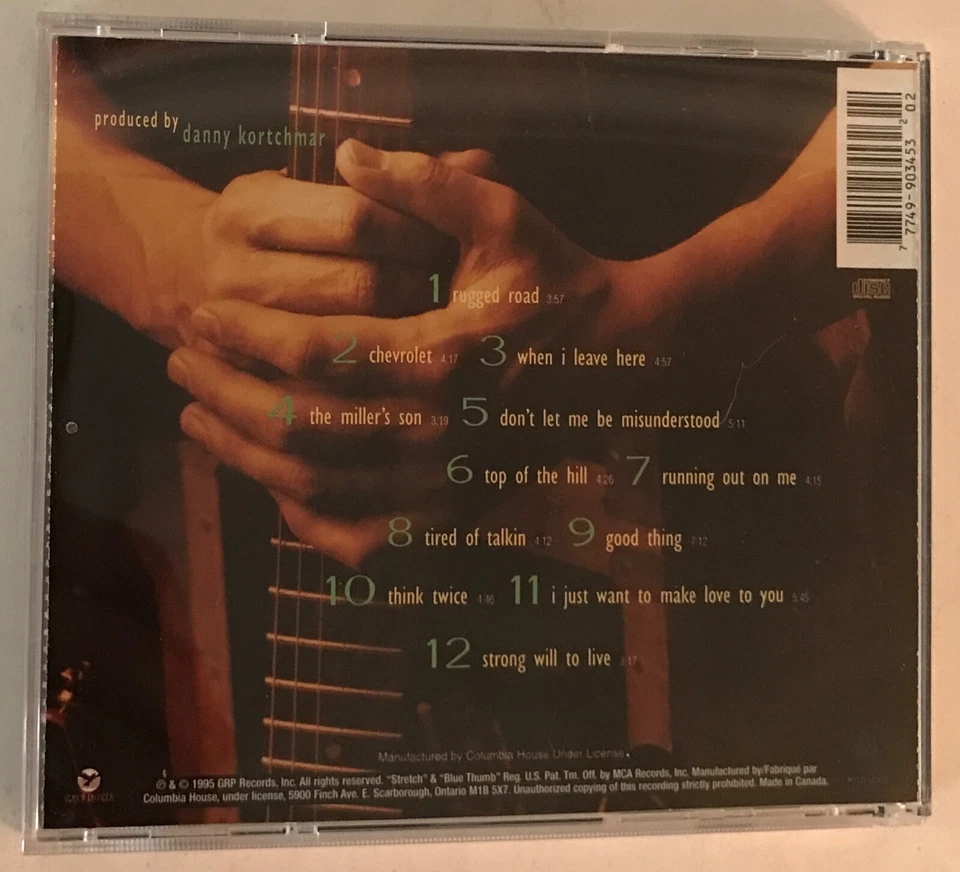 produced by danny kortchmar
1 rugged road 3:57
2 chevrolet 4:17 3 when i leave here 4:57
4 the miller's son 3:19 5 don't let me be misunderstood 5:11
6 top of the hill 4:26 7 running out on me 4:15
8 tired of talkin 4:12 9 good thing
10 think twice 11 i just want to make love to you 5:45
12 strong will to live 3:17
Manufactured by Columbia House Under License.
℗ & © 1995 GRP Records, Inc. All rights reserved. "Stretch" & "Blue Thumb" Reg. U.S. Pat. Tm. Off. by MCA Records, Inc. Manufactured by/Fabriqué par
Columbia House, under license, 5900 Finch Ave. E. Scarborough, Ontario M1B 5X7. Unauthorized copying of this recording strictly prohibited. Made in Canada.
7 7749-903453 2 02
disc
DIGITAL AUDIO